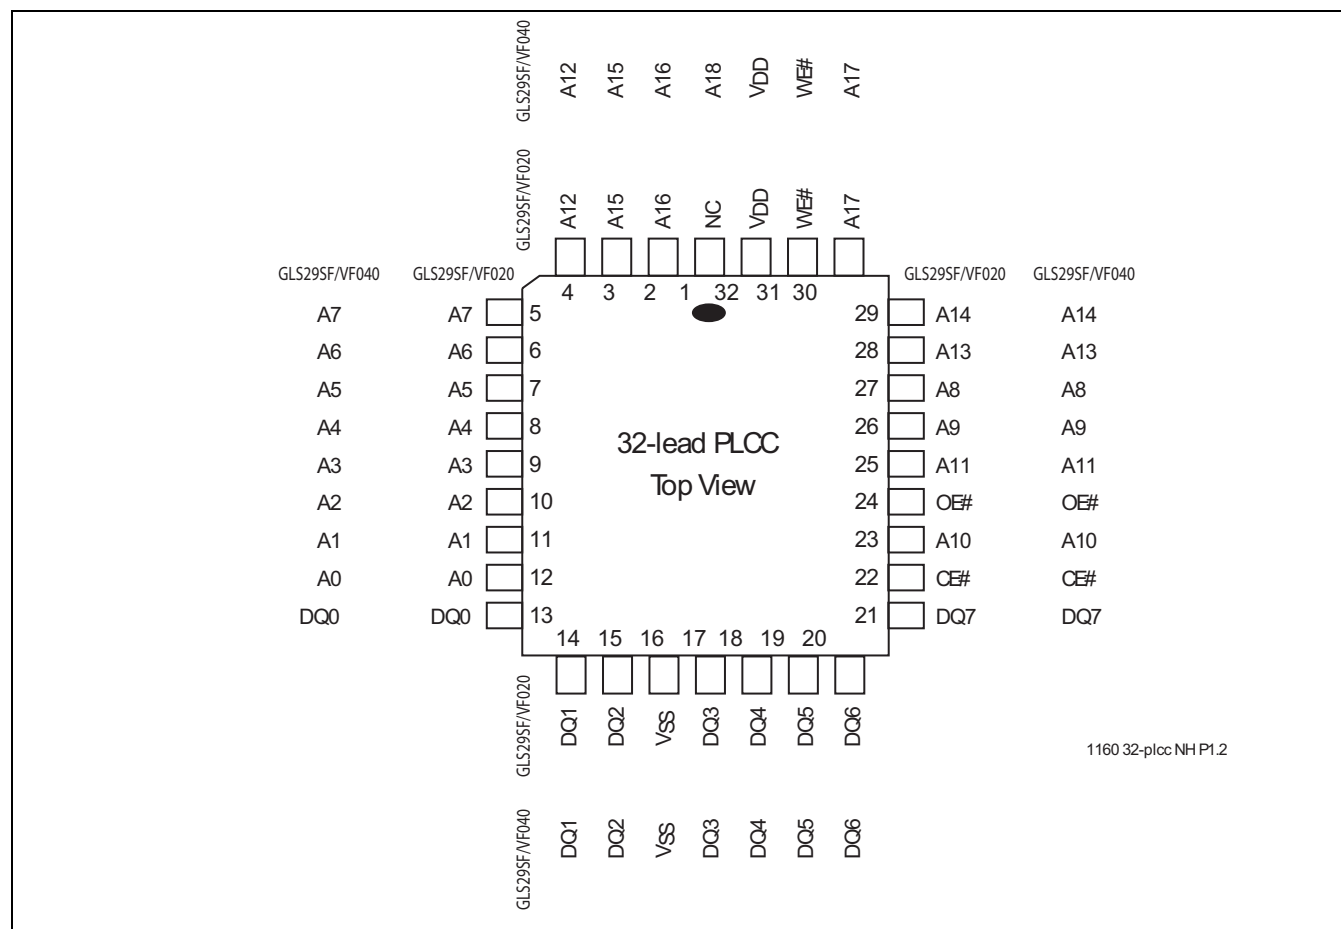 GLS29SF/VF040 A12 A15 A16 A18 VDD WE# A17
GLS29SF/VF020 A12 A15 A16 NC VDD WE# A17
GLS29SF/VF040 GLS29SF/VF020 4 3 2 1 32 31 30 GLS29SF/VF020 GLS29SF/VF040
A7 A7 5 29 A14 A14
A6 A6 6 28 A13 A13
A5 A5 7 27 A8 A8
A4 A4 8 26 A9 A9
A3 A3 9 25 A11 A11
A2 A2 10 24 OE# OE#
A1 A1 11 23 A10 A10
A0 A0 12 22 CE# CE#
DQ0 DQ0 13 21 DQ7 DQ7
32-lead PLCC
Top View
14 15 16 17 18 19 20
GLS29SF/VF020 DQ1 DQ2 VSS DQ3 DQ4 DQ5 DQ6
GLS29SF/VF040 DQ1 DQ2 VSS DQ3 DQ4 DQ5 DQ6
1160 32-plcc NH P1.2